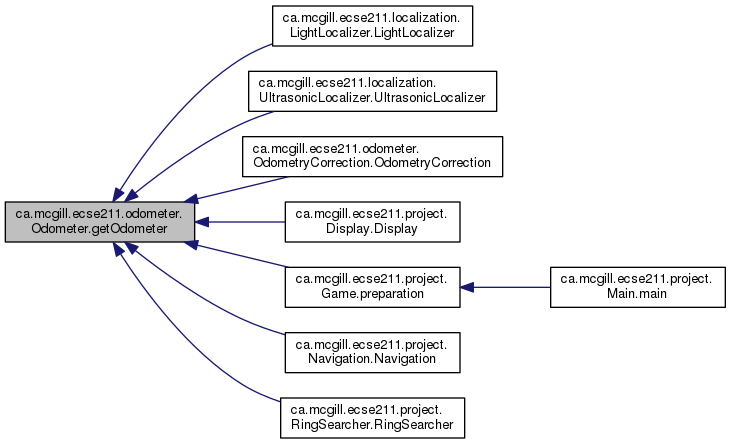 ca.mcgill.ecse211.localization.
LightLocalizer.LightLocalizer
ca.mcgill.ecse211.localization.
UltrasonicLocalizer.UltrasonicLocalizer
ca.mcgill.ecse211.odometer.
OdometryCorrection.OdometryCorrection
ca.mcgill.ecse211.odometer.
Odometer.getOdometer
ca.mcgill.ecse211.project.
Display.Display
ca.mcgill.ecse211.project.
Game.preparation
ca.mcgill.ecse211.project.
Main.main
ca.mcgill.ecse211.project.
Navigation.Navigation
ca.mcgill.ecse211.project.
RingSearcher.RingSearcher